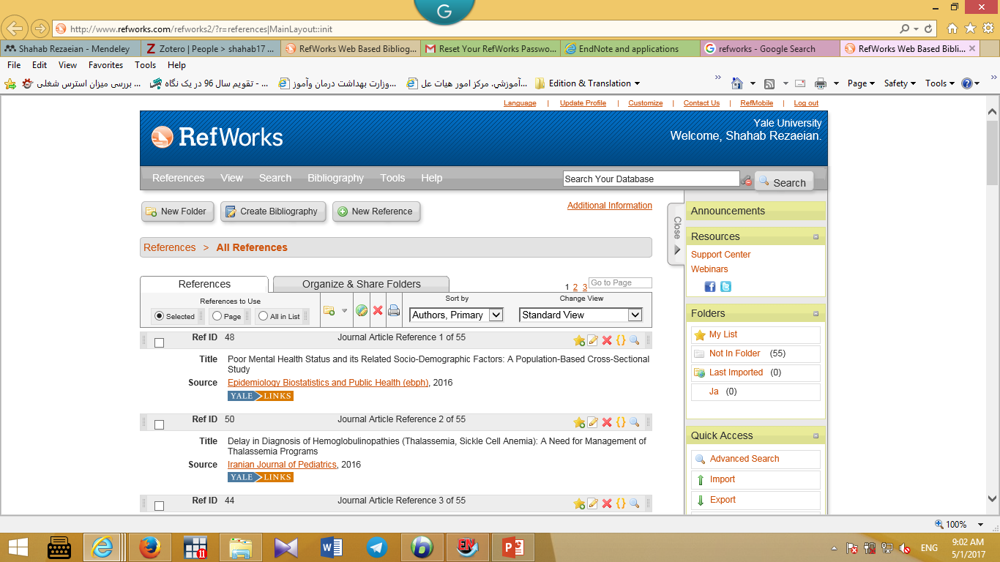 G
http://www.refworks.com/refworks2/?r=references|MainLayout::init
Shahab Rezaeian - Mendeley
Zotero | People > shahab17 ...
RefWorks Web Based Bibliog...
Reset Your RefWorks Passwo...
EndNote and applications
refworks - Google Search
RefWorks Web Based Bibli...
File Edit View Favorites Tools Help
بررسی میزان استرس شغلی ...
تقویم سال 96 در یک نگاه - ...
وزارت بهداشت درمان وآموز...
آموزشي. مرکز امور هیات عل...
Edition & Translation
Page Safety Tools
Language | Update Profile | Customize | Contact Us | RefMobile | Log out
RefWorks
Yale University
Welcome, Shahab Rezaeian.
References View Search Bibliography Tools Help
Search Your Database
Search
New Folder
Create Bibliography
New Reference
Additional Information
References > All References
References
Organize & Share Folders
1 2 3
Go to Page
References to Use
Selected Page All in List
Sort by
Authors, Primary
Change View
Standard View
Ref ID 48 Journal Article Reference 1 of 55
Title Poor Mental Health Status and its Related Socio-Demographic Factors: A Population-Based Cross-Sectional
Study
Source Epidemiology Biostatistics and Public Health (ebph), 2016
YALE LINKS
Ref ID 50 Journal Article Reference 2 of 55
Title Delay in Diagnosis of Hemoglobulinopathies (Thalassemia, Sickle Cell Anemia): A Need for Management of
Thalassemia Programs
Source Iranian Journal of Pediatrics, 2016
YALE LINKS
Ref ID 44 Journal Article Reference 3 of 55
Close
Announcements
Resources
Support Center
Webinars
Folders
My List
Not In Folder (55)
Last Imported (0)
Ja (0)
Quick Access
Advanced Search
Import
Export
100%
11
W
EN
P
ENG
9:02 AM
5/1/2017